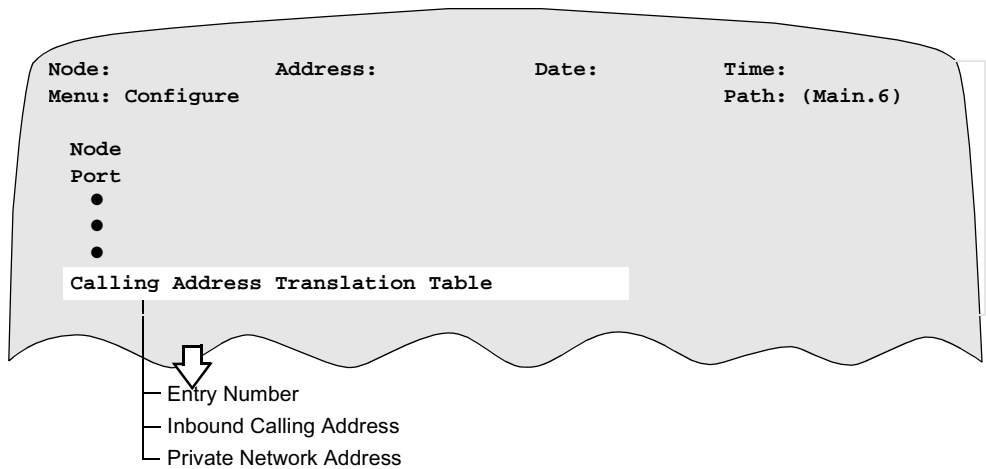 Node: Address: Date: Time:
Menu: Configure Path: (Main.6)
Node
Port
Calling Address Translation Table
Entry Number
Inbound Calling Address
Private Network Address